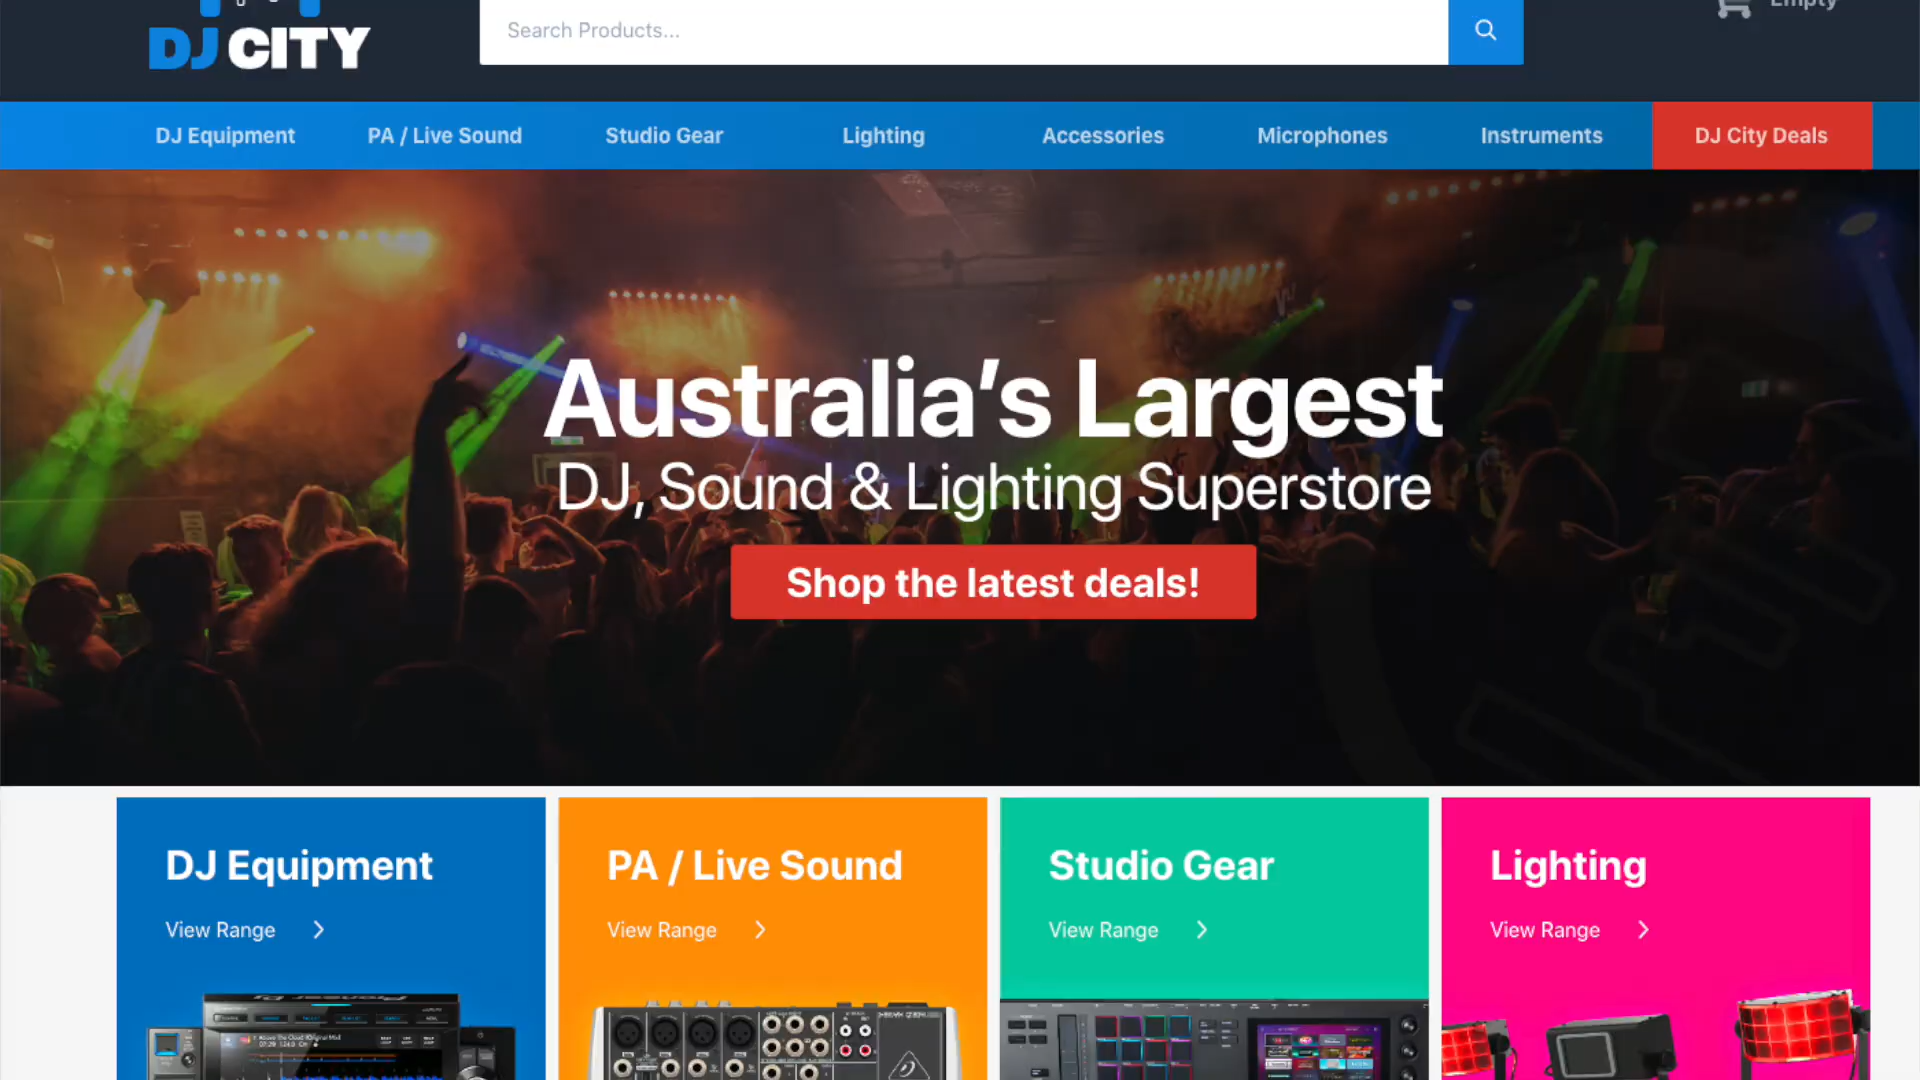 DJ CITY
Search Products...
Empty
DJ Equipment
PA / Live Sound
Studio Gear
Lighting
Accessories
Microphones
Instruments
DJ City Deals
Australia's Largest
DJ, Sound & Lighting Superstore
Shop the latest deals!
DJ Equipment
View Range
PA / Live Sound
View Range
Studio Gear
View Range
Lighting
View Range